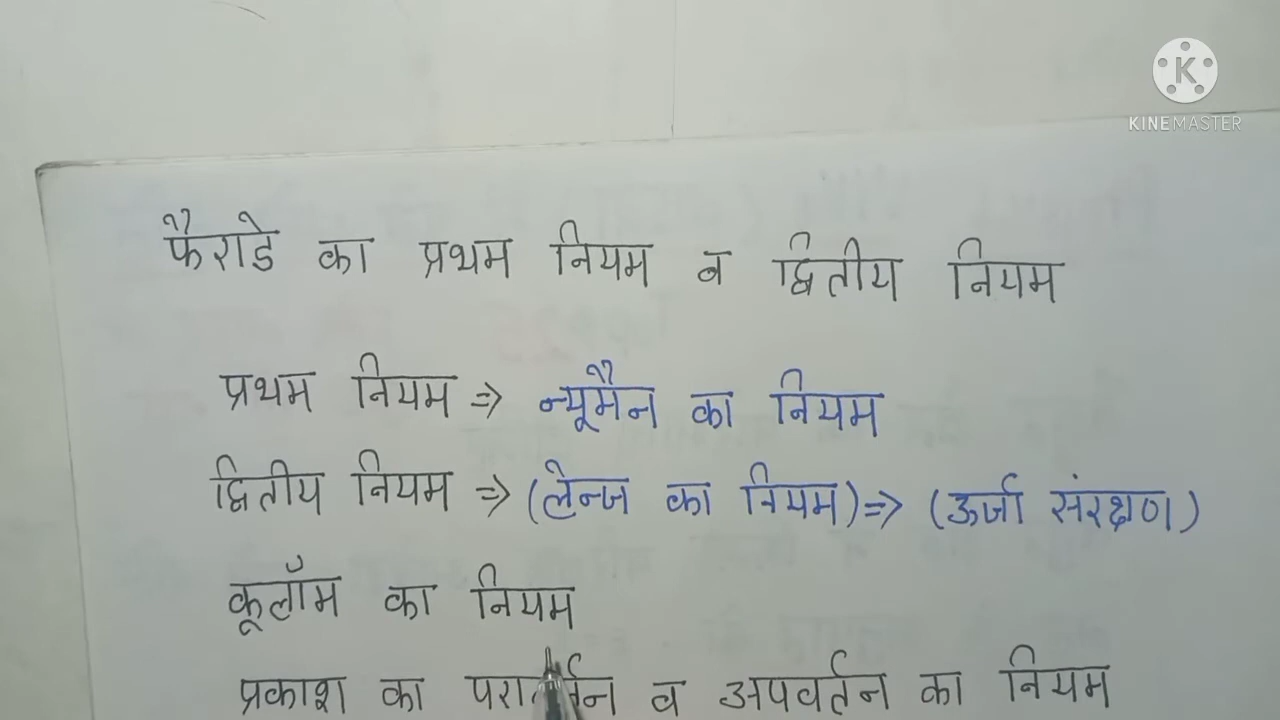 KINEMASTER
फैराडे का प्रथम नियम व द्वितीय नियम
प्रथम नियम => न्यूमैन का नियम
द्वितीय नियम => (लेन्ज का नियम) => (ऊर्जा संरक्षण)
कूलॉम का नियम
प्रकाश का परावर्तन व अपवर्तन का नियम